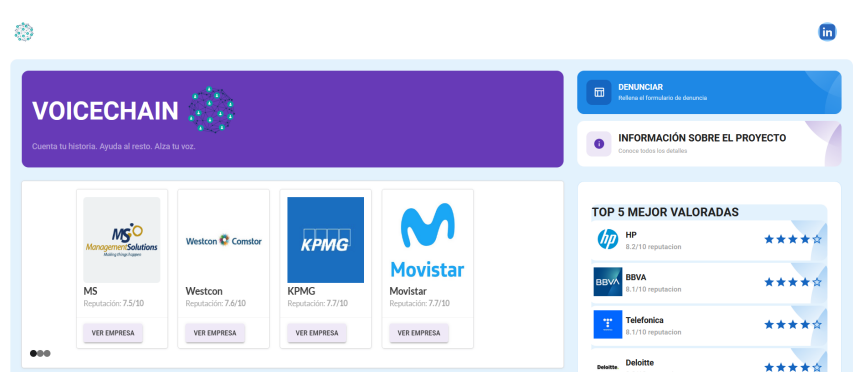 in
VOICECHAIN
Cuenta tu historia. Ayuda al resto. Alza tu voz.
DENUNCIAR
Rellena el formulario de denuncia
INFORMACIÓN SOBRE EL PROYECTO
Conoce todos los detalles
MS
ManagementSolutions
Making things happen
MS
Reputación: 7.5/10
VER EMPRESA
Westcon Comstor
Westcon
Reputación: 7.6/10
VER EMPRESA
KPMG
KPMG
Reputación: 7.7/10
VER EMPRESA
Movistar
Movistar
Reputación: 7.7/10
VER EMPRESA
TOP 5 MEJOR VALORADAS
hp
HP
8.2/10 reputacion
BBVA
BBVA
8.1/10 reputacion
Telefonica
8.1/10 reputacion
Deloitte.
Deloitte